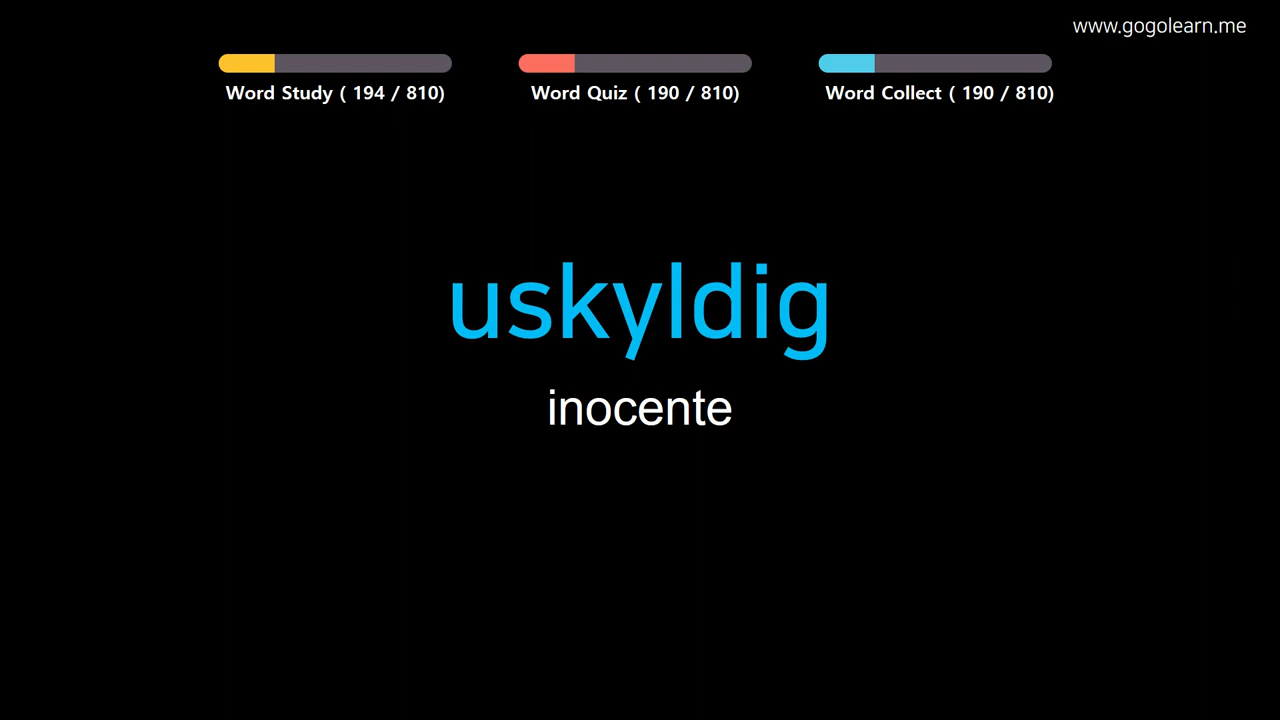 www.gogolearn.me
Word Study ( 194 / 810)
Word Quiz ( 190 / 810)
Word Collect ( 190 / 810)
uskyldig
inocente